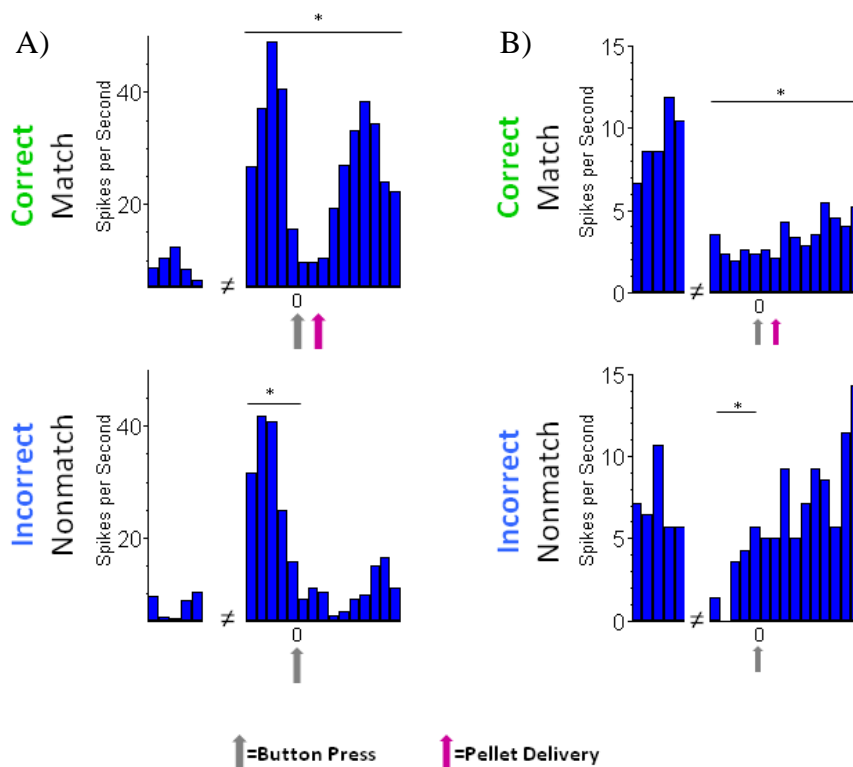 A)
B)
*
Correct
Match
Spikes per Second
40
20
≠
0
*
Correct
Match
Spikes per Second
15
10
5
0
≠
0
*
Incorrect
Nonmatch
Spikes per Second
40
20
≠
0
*
Incorrect
Nonmatch
Spikes per Second
15
10
5
0
≠
0
=Button Press
=Pellet Delivery